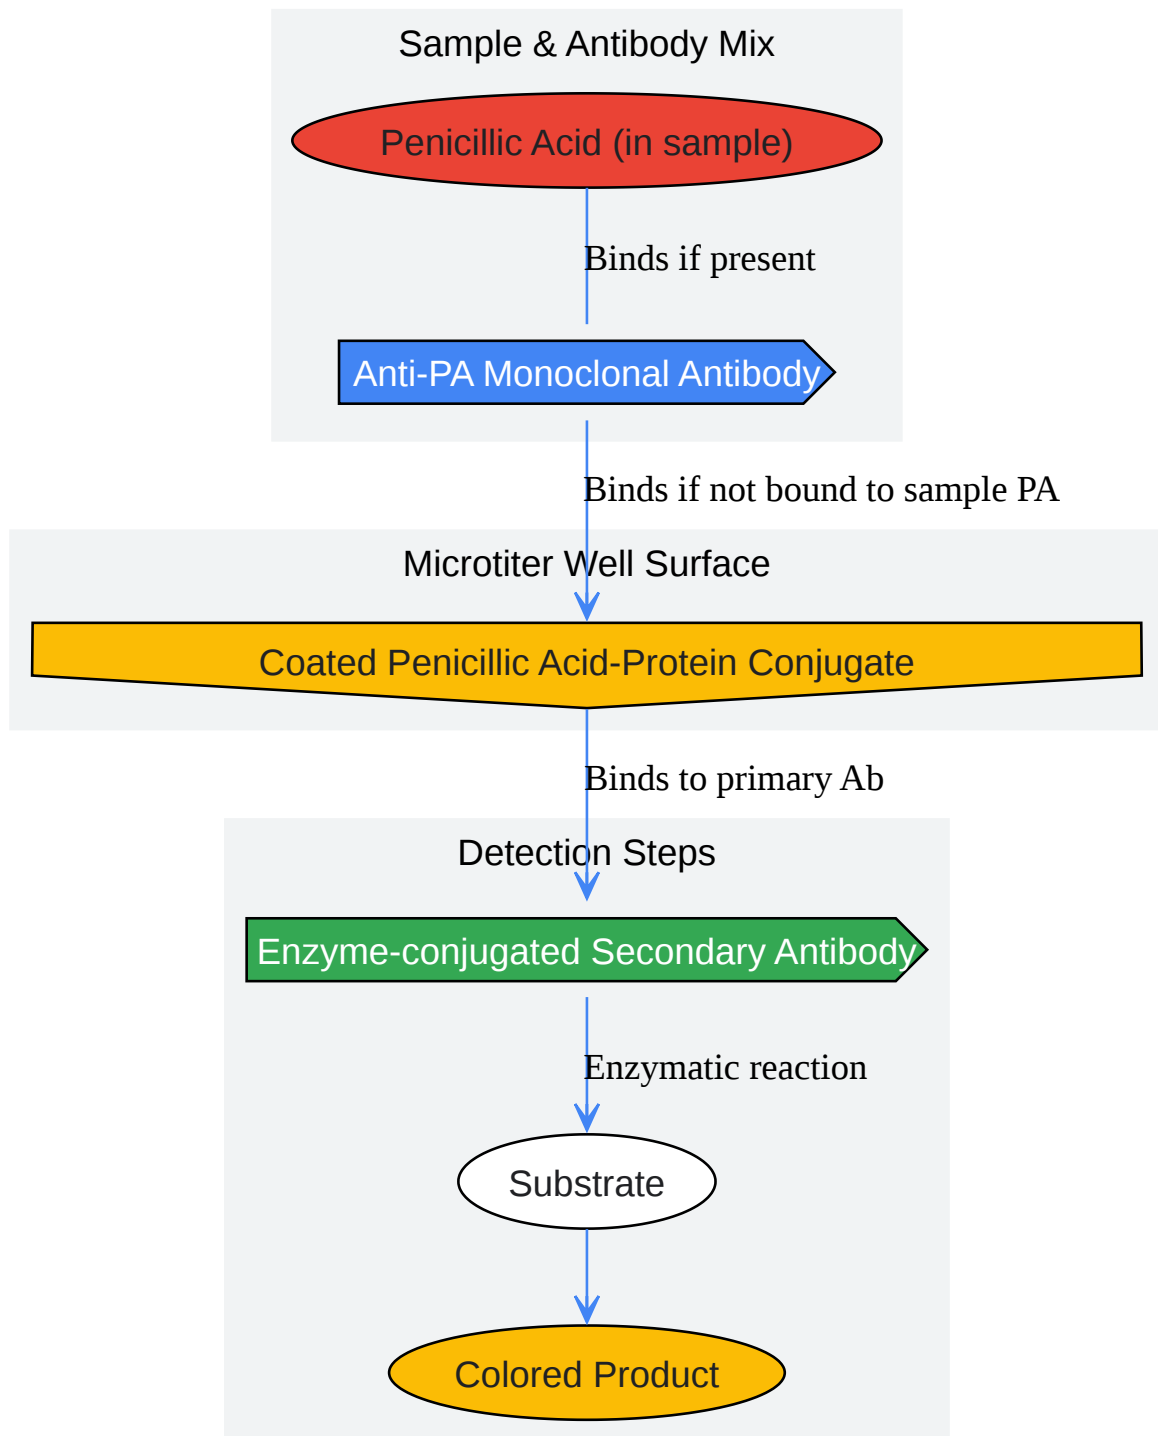 Sample & Antibody Mix
Penicillic Acid (in sample)
Binds if present
Anti-PA Monoclonal Antibody
Binds if not bound to sample PA
Microtiter Well Surface
Coated Penicillic Acid-Protein Conjugate
Binds to primary Ab
Detection Steps
Enzyme-conjugated Secondary Antibody
Enzymatic reaction
Substrate
Colored Product